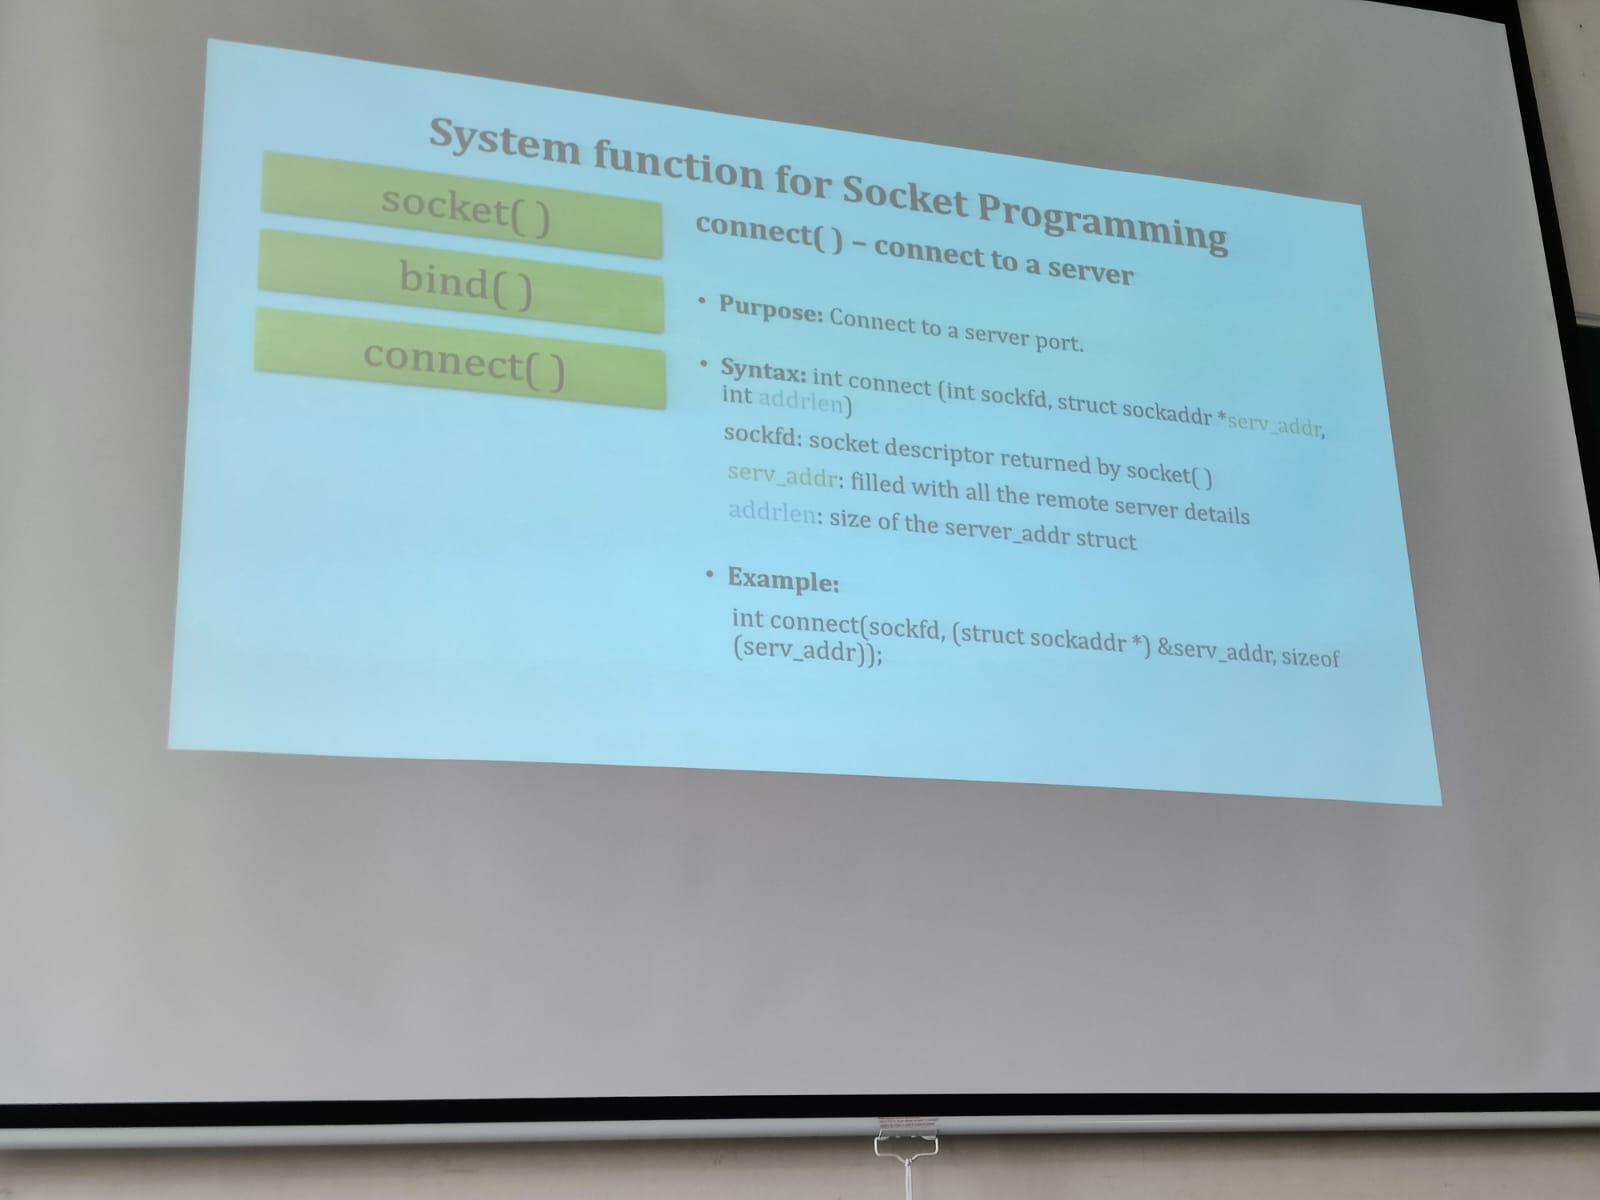 System function for Socket Programming
socket( )
bind( )
connect( )
connect( ) – connect to a server
• Purpose: Connect to a server port.
• Syntax: int connect (int sockfd, struct sockaddr *serv_addr,
int addrlen)
sockfd: socket descriptor returned by socket( )
serv_addr: filled with all the remote server details
addrlen: size of the server_addr struct
• Example:
int connect(sockfd, (struct sockaddr *) &serv_addr, sizeof
(serv_addr));